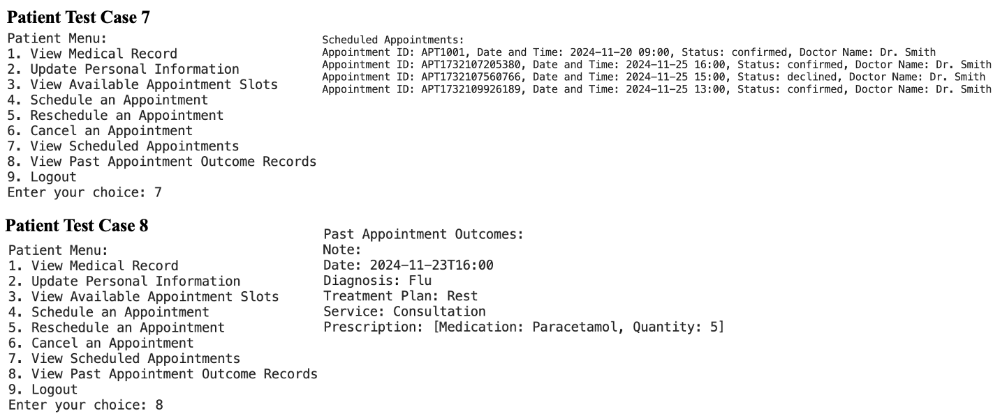 Patient Test Case 7
Patient Menu:
1. View Medical Record
2. Update Personal Information
3. View Available Appointment Slots
4. Schedule an Appointment
5. Reschedule an Appointment
6. Cancel an Appointment
7. View Scheduled Appointments
8. View Past Appointment Outcome Records
9. Logout
Enter your choice: 7
Scheduled Appointments:
Appointment ID: APT1001, Date and Time: 2024-11-20 09:00, Status: confirmed, Doctor Name: Dr. Smith
Appointment ID: APT1732107205380, Date and Time: 2024-11-25 16:00, Status: confirmed, Doctor Name: Dr. Smith
Appointment ID: APT1732107560766, Date and Time: 2024-11-25 15:00, Status: declined, Doctor Name: Dr. Smith
Appointment ID: APT1732109926189, Date and Time: 2024-11-25 13:00, Status: confirmed, Doctor Name: Dr. Smith
Patient Test Case 8
Patient Menu:
1. View Medical Record
2. Update Personal Information
3. View Available Appointment Slots
4. Schedule an Appointment
5. Reschedule an Appointment
6. Cancel an Appointment
7. View Scheduled Appointments
8. View Past Appointment Outcome Records
9. Logout
Enter your choice: 8
Past Appointment Outcomes:
Note:
Date: 2024-11-23T16:00
Diagnosis: Flu
Treatment Plan: Rest
Service: Consultation
Prescription: [Medication: Paracetamol, Quantity: 5]